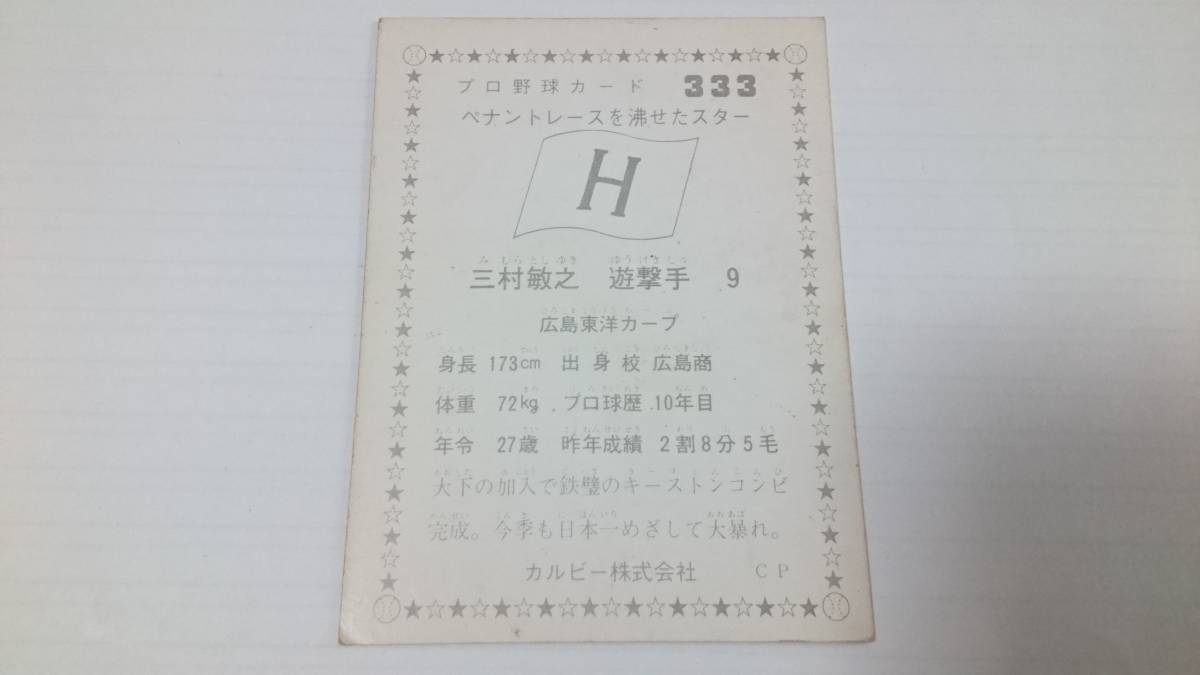 プロ野球カード 333
ペナントレースを沸せたスター
H
三村敏之 遊撃手 9
広島東洋カープ
身長 173cm 出身校 広島商
体重 72kg プロ球歴 10年目
年令 27歳 昨年成績 2割8分5毛
大下の加入で鉄壁のキーストンコンビ
完成。今季も日本一めざして大暴れ。
カルビー株式会社 CP